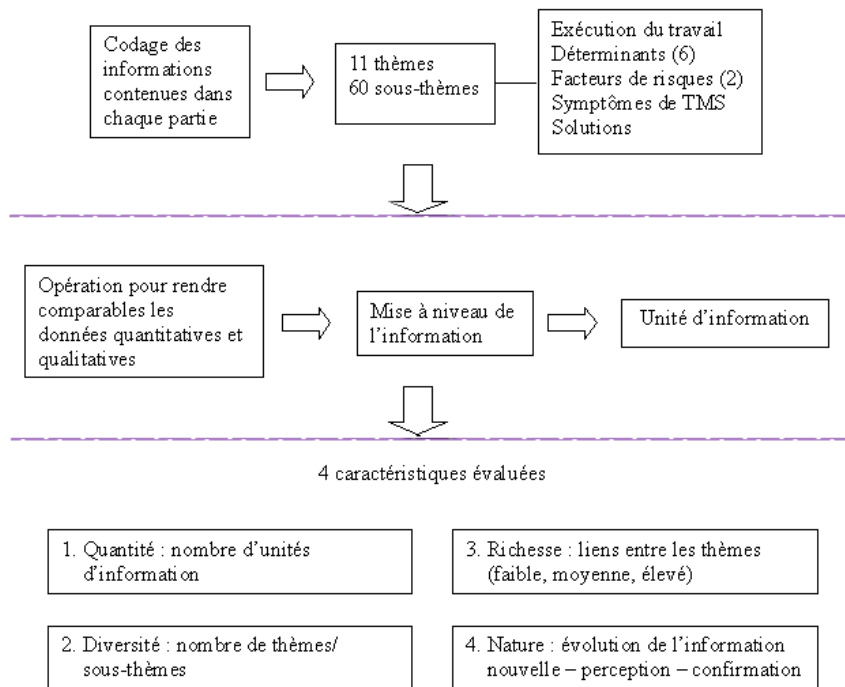 Codage des
informations
contenues dans
chaque partie
11 thèmes
60 sous-thèmes
Exécution du travail
Déterminants (6)
Facteurs de risques (2)
Symptômes de TMS
Solutions
Opération pour rendre
comparables les
données quantitatives et
qualitatives
Mise à niveau de
l'information
Unité d'information
4 caractéristiques évaluées
1. Quantité : nombre d'unités
d'information
2. Diversité : nombre de thèmes/
sous-thèmes
3. Richesse : liens entre les thèmes
(faible, moyenne, élevé)
4. Nature : évolution de l'information
nouvelle – perception – confirmation